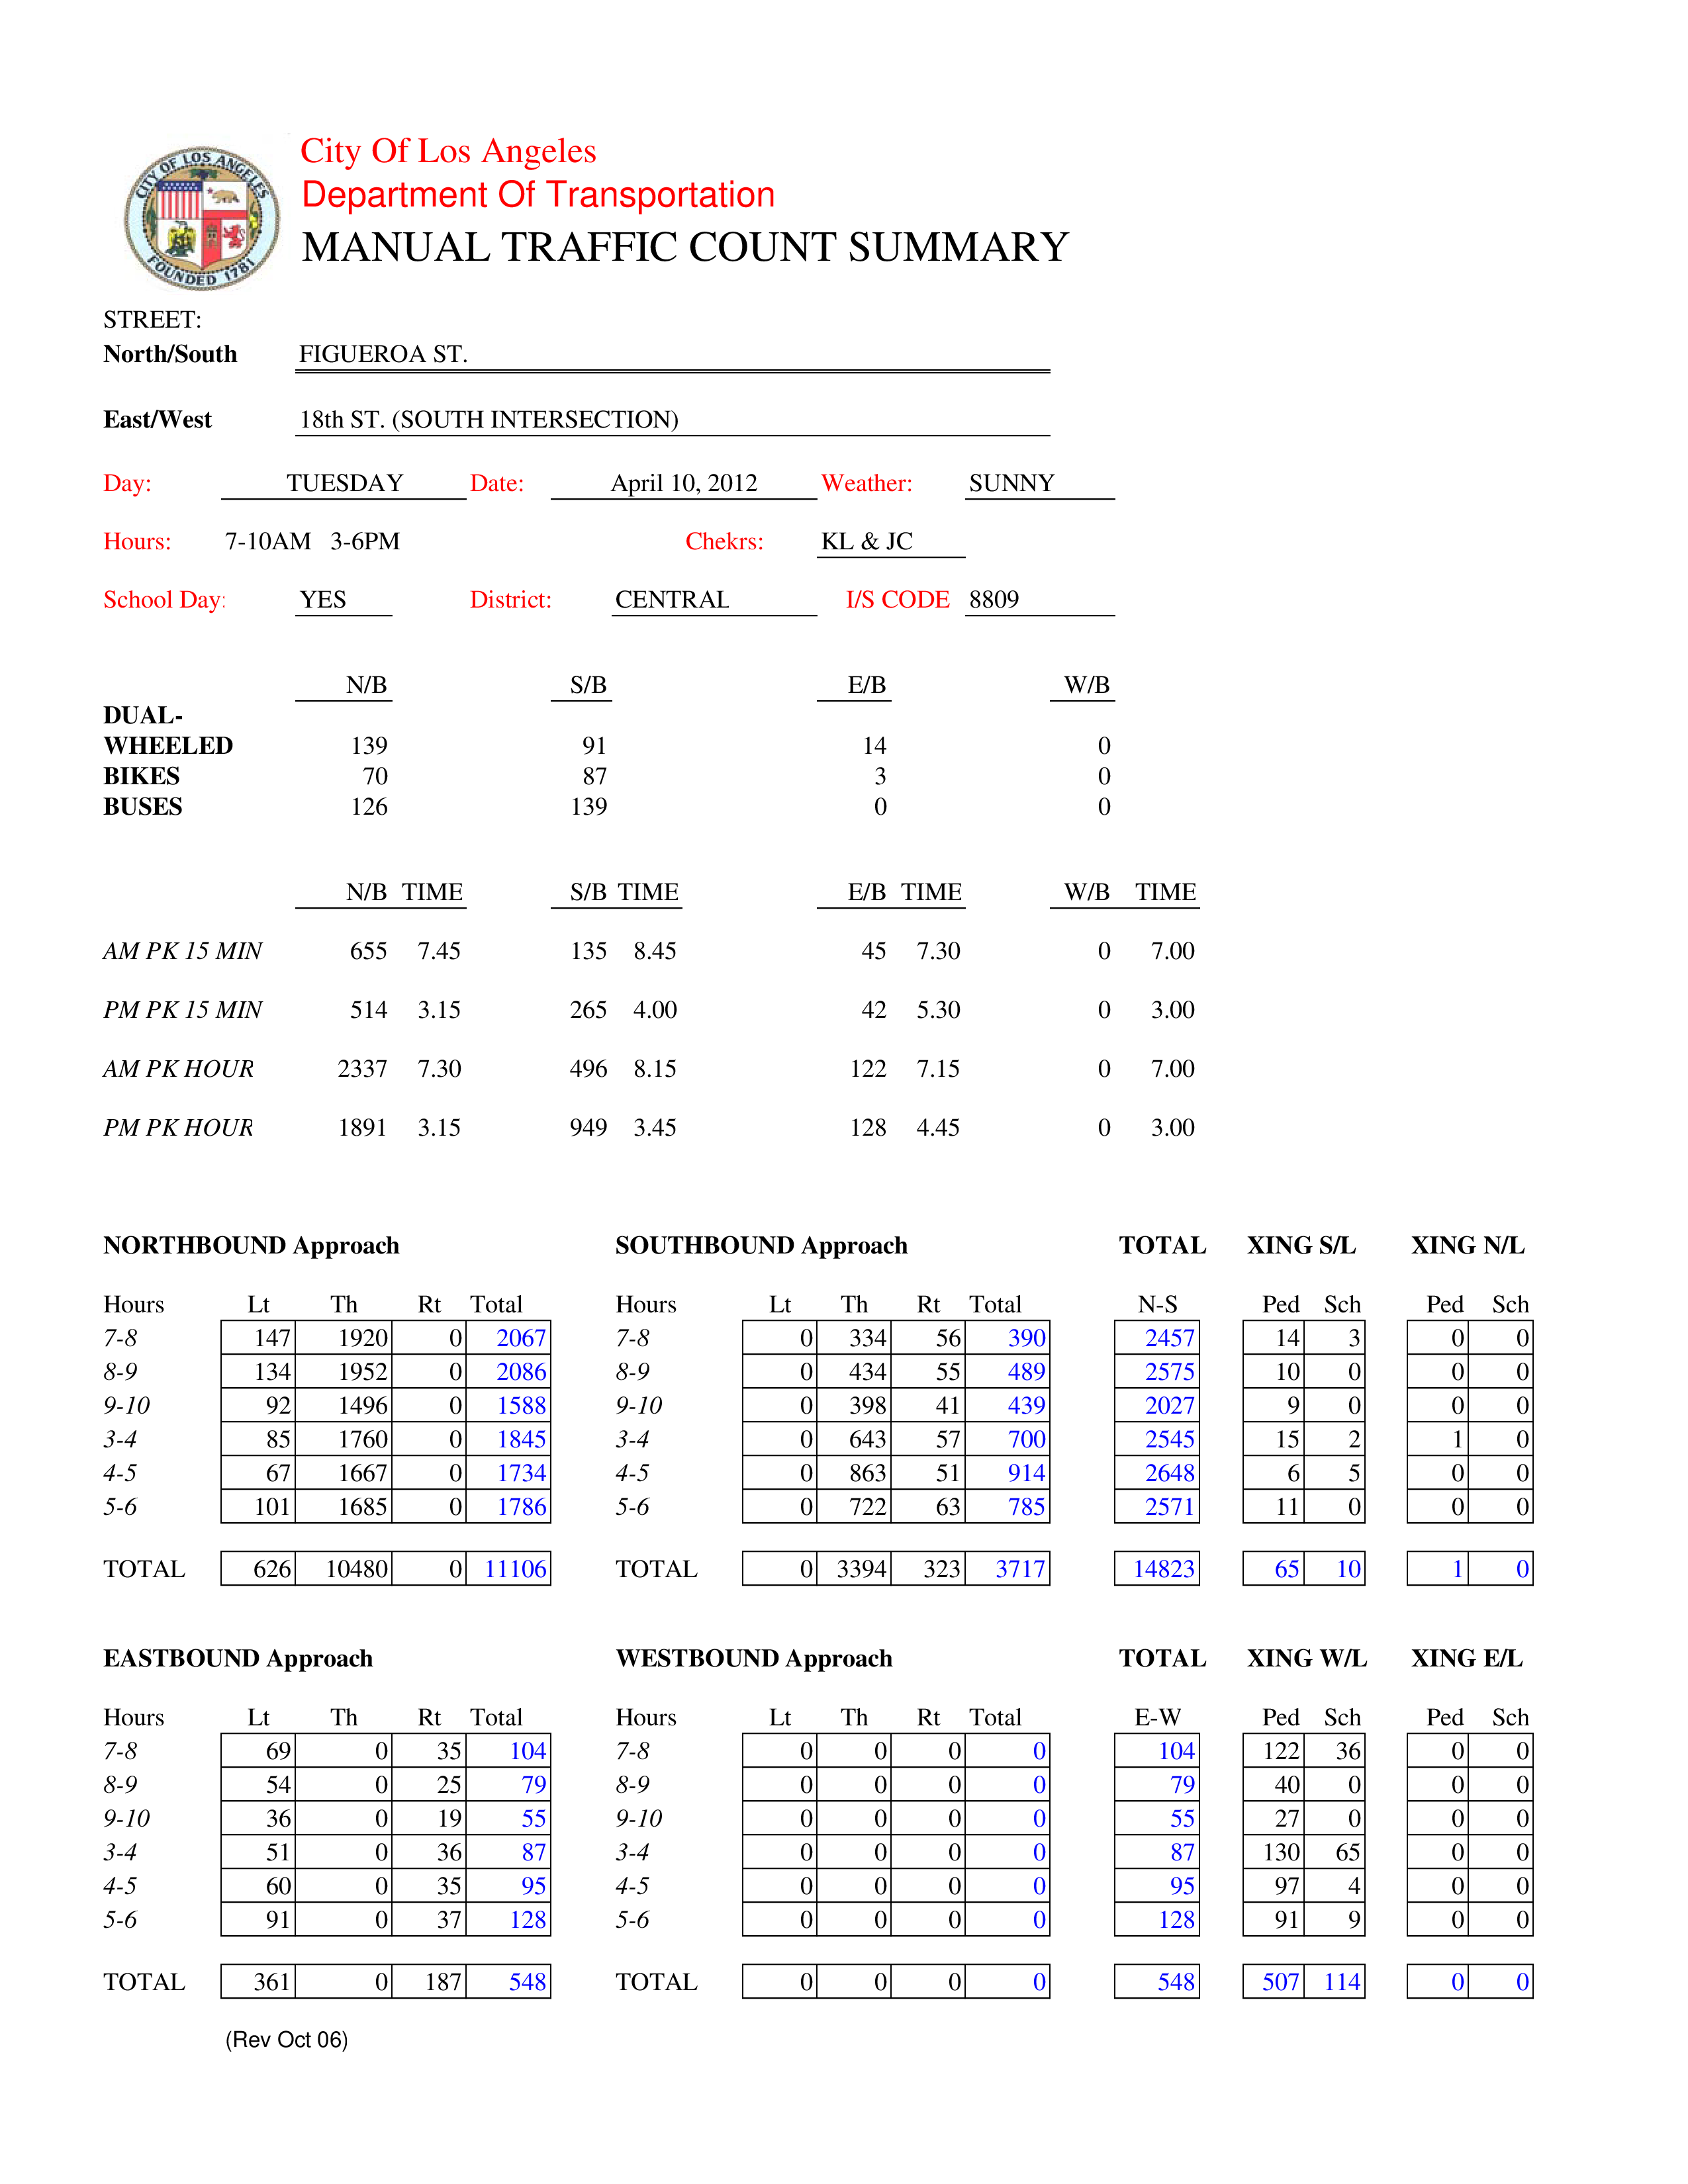 CITY OF LOS ANGELES
FOUNDED 1781
City Of Los Angeles
Department Of Transportation
MANUAL TRAFFIC COUNT SUMMARY
STREET:
North/South FIGUEROA ST.
East/West 18th ST. (SOUTH INTERSECTION)
Day: TUESDAY Date: April 10, 2012 Weather: SUNNY
Hours: 7-10AM 3-6PM Chekrs: KL & JC
School Day: YES District: CENTRAL I/S CODE 8809
N/B S/B E/B W/B
DUAL-
WHEELED 139 91 14 0
BIKES 70 87 3 0
BUSES 126 139 0 0
N/B TIME S/B TIME E/B TIME W/B TIME
AM PK 15 MIN 655 7.45 135 8.45 45 7.30 0 7.00
PM PK 15 MIN 514 3.15 265 4.00 42 5.30 0 3.00
AM PK HOUR 2337 7.30 496 8.15 122 7.15 0 7.00
PM PK HOUR 1891 3.15 949 3.45 128 4.45 0 3.00
NORTHBOUND Approach SOUTHBOUND Approach TOTAL XING S/L XING N/L
Hours Lt Th Rt Total Hours Lt Th Rt Total N-S Ped Sch Ped Sch
7-8 147 1920 0 2067 7-8 0 334 56 390 2457 14 3 0 0
8-9 134 1952 0 2086 8-9 0 434 55 489 2575 10 0 0 0
9-10 92 1496 0 1588 9-10 0 398 41 439 2027 9 0 0 0
3-4 85 1760 0 1845 3-4 0 643 57 700 2545 15 2 1 0
4-5 67 1667 0 1734 4-5 0 863 51 914 2648 6 5 0 0
5-6 101 1685 0 1786 5-6 0 722 63 785 2571 11 0 0 0
TOTAL 626 10480 0 11106 TOTAL 0 3394 323 3717 14823 65 10 1 0
EASTBOUND Approach WESTBOUND Approach TOTAL XING W/L XING E/L
Hours Lt Th Rt Total Hours Lt Th Rt Total E-W Ped Sch Ped Sch
7-8 69 0 35 104 7-8 0 0 0 0 104 122 36 0 0
8-9 54 0 25 79 8-9 0 0 0 0 79 40 0 0 0
9-10 36 0 19 55 9-10 0 0 0 0 55 27 0 0 0
3-4 51 0 36 87 3-4 0 0 0 0 87 130 65 0 0
4-5 60 0 35 95 4-5 0 0 0 0 95 97 4 0 0
5-6 91 0 37 128 5-6 0 0 0 0 128 91 9 0 0
TOTAL 361 0 187 548 TOTAL 0 0 0 0 548 507 114 0 0
(Rev Oct 06)